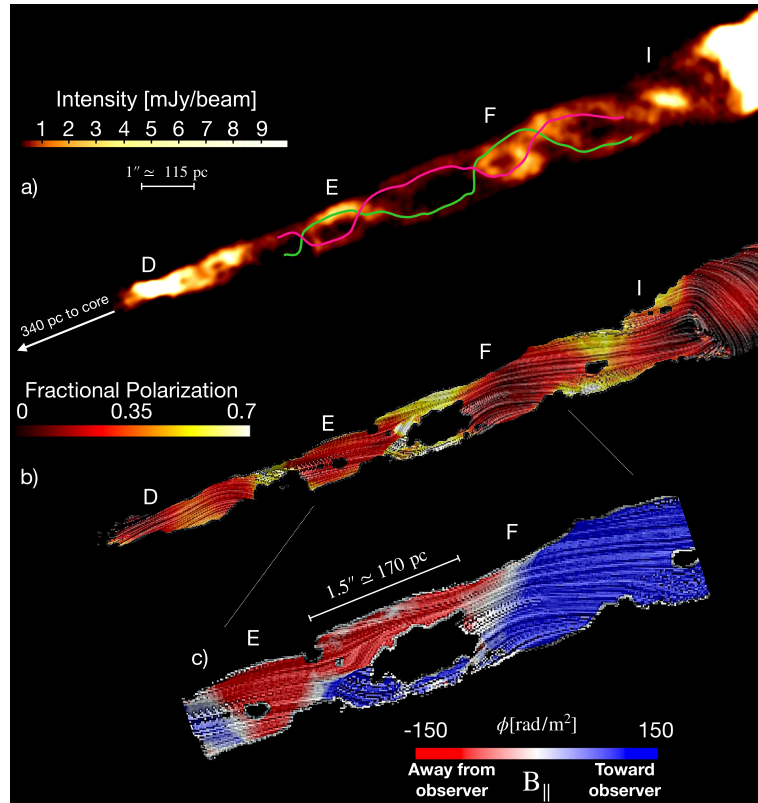 I
Intensity [mJy/beam]
1 2 3 4 5 6 7 8 9
F
1″ ≃ 115 pc
a)
E
D
340 pc to core
I
F
Fractional Polarization
0 0.35 0.7
E
b)
D
F
1.5″ ≃ 170 pc
E
c)
ϕ[rad/m²]
-150 150
Away from observer
B∥
Toward observer